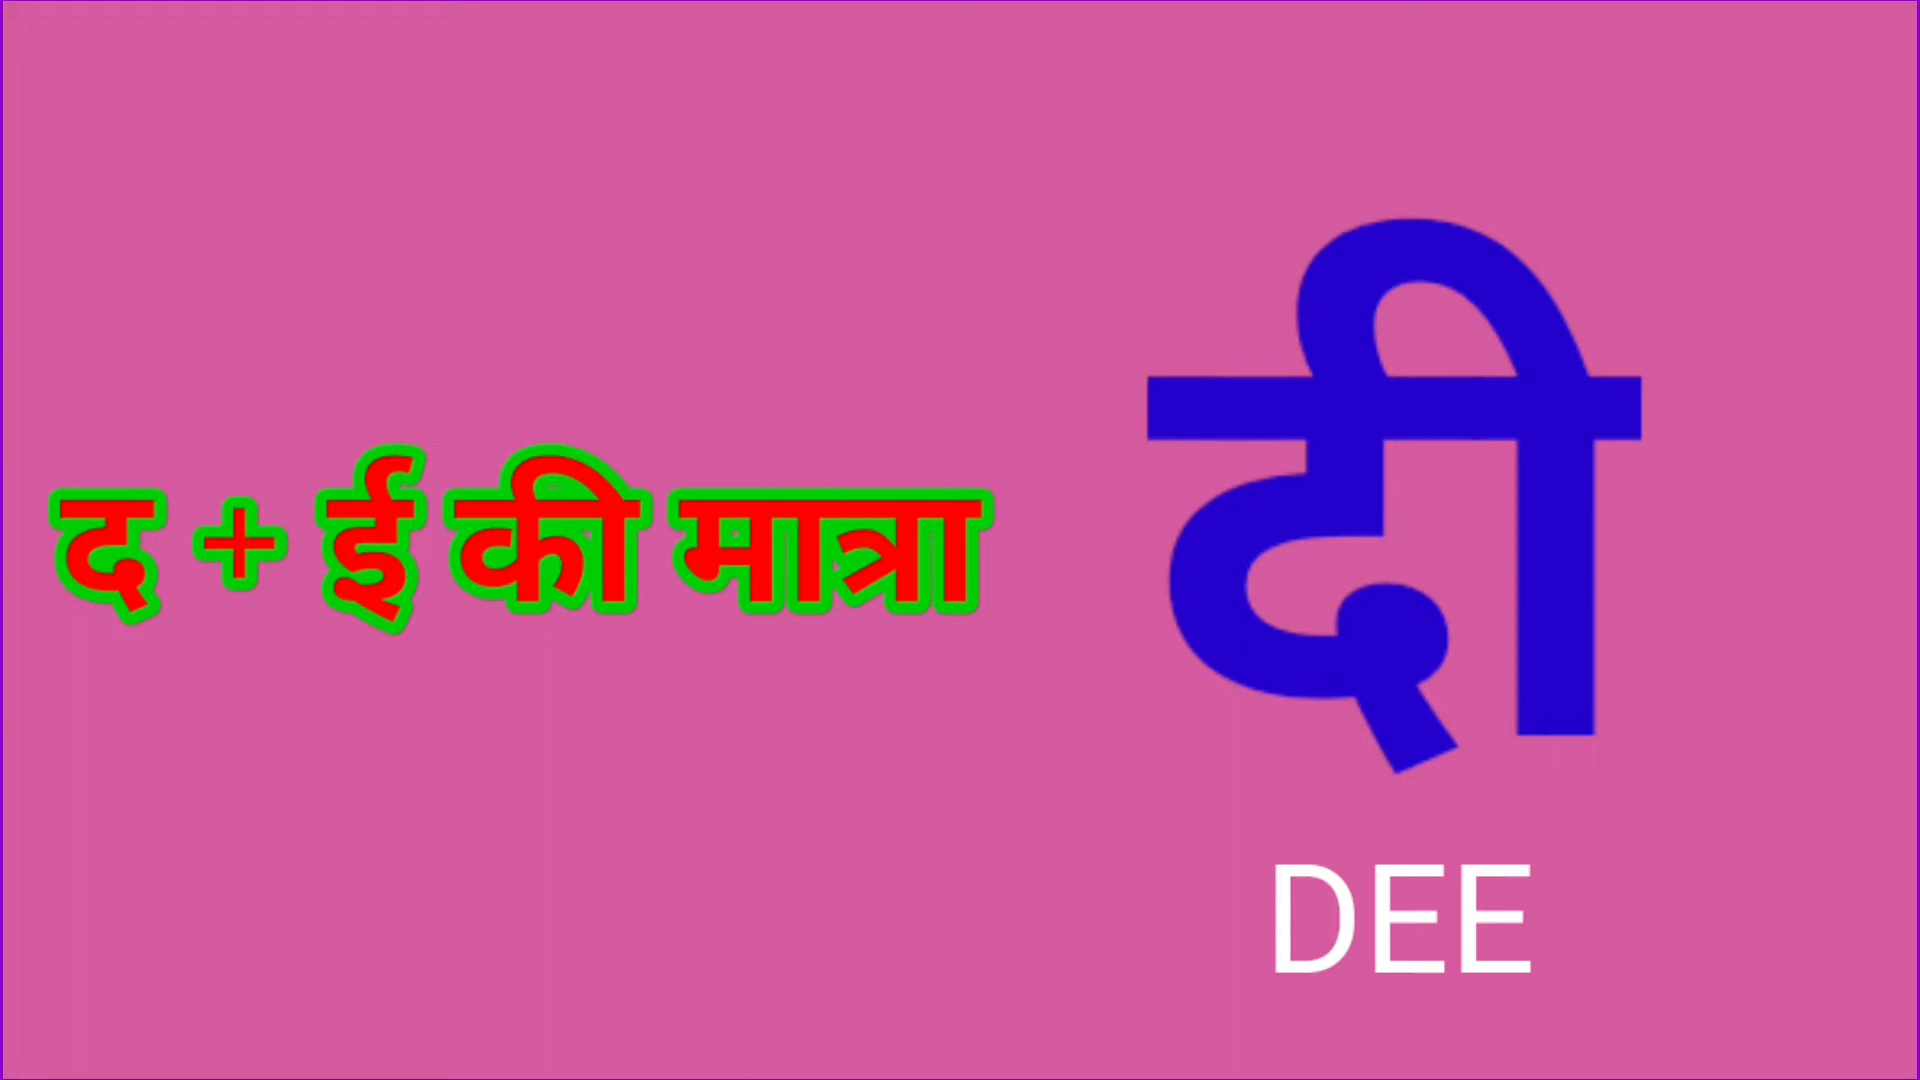 द + ई की मात्रा
दी
DEE